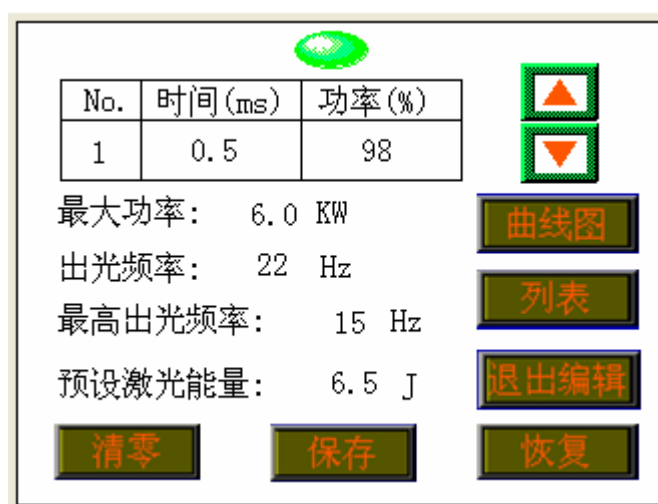 No. 时间(ms) 功率(%)
1 0.5 98
最大功率: 6.0 KW
曲线图
出光频率: 22 Hz
列表
最高出光频率: 15 Hz
预设激光能量: 6.5 J
退出编辑
清零 保存 恢复